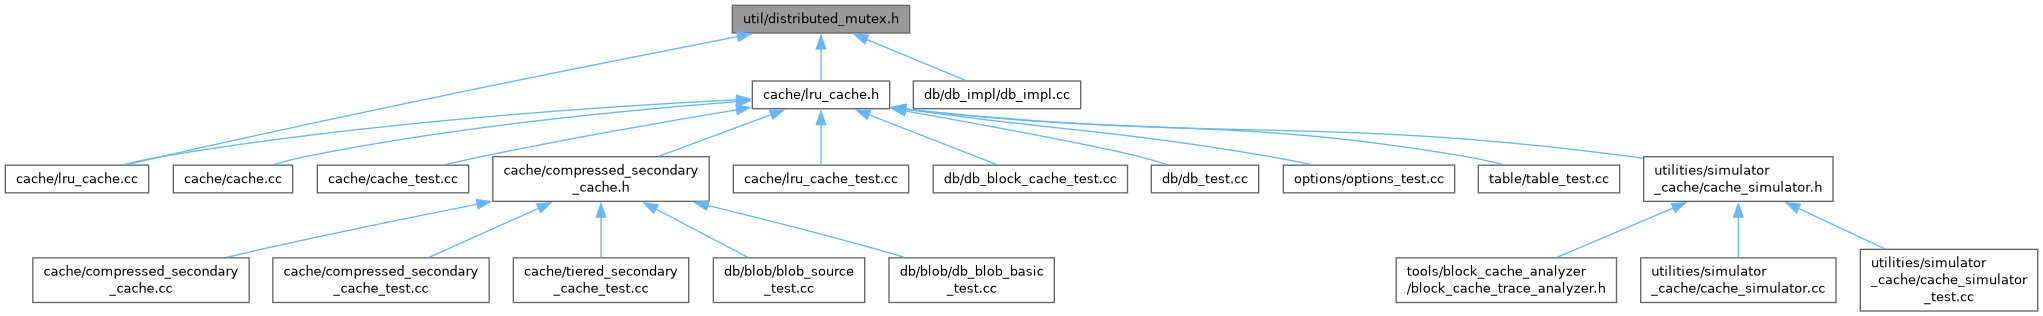 util/distributed_mutex.h
cache/lru_cache.h
db/db_impl/db_impl.cc
cache/lru_cache.cc
cache/cache.cc
cache/cache_test.cc
cache/compressed_secondary
_cache.h
cache/lru_cache_test.cc
db/db_block_cache_test.cc
db/db_test.cc
options/options_test.cc
table/table_test.cc
utilities/simulator
_cache/cache_simulator.h
cache/compressed_secondary
_cache.cc
cache/compressed_secondary
_cache_test.cc
cache/tiered_secondary
_cache_test.cc
db/blob/blob_source
_test.cc
db/blob/db_blob_basic
_test.cc
tools/block_cache_analyzer
/block_cache_trace_analyzer.h
utilities/simulator
_cache/cache_simulator.cc
utilities/simulator
_cache/cache_simulator
_test.cc